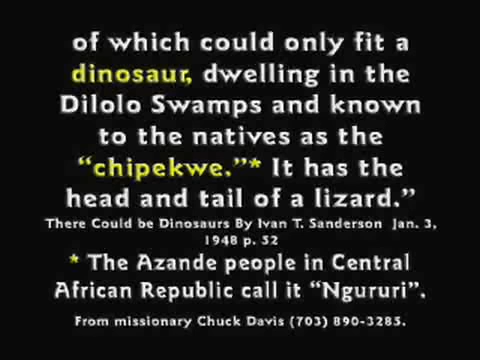 of which could only fit a
dinosaur, dwelling in the
Dilolo Swamps and known
to the natives as the
“chipekwe.”* It has the
head and tail of a lizard.”
There Could be Dinosaurs By Ivan T. Sanderson Jan. 3,
1948 p. 52
* The Azande people in Central
African Republic call it “Ngururi”.
From missionary Chuck Davis (703) 890-3285.